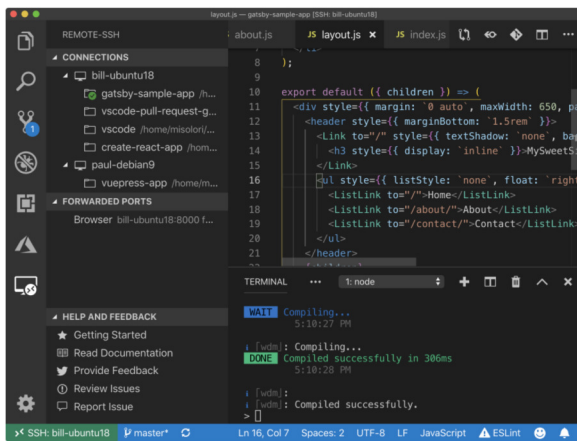 layout.js — gatsby-sample-app [SSH: bill-ubuntu18]
REMOTE-SSH
CONNECTIONS
bill-ubuntu18
gatsby-sample-app /h...
vscode-pull-request-g...
vscode /home/misolori/...
create-react-app /hom...
paul-debian9
vuepress-app /home/m...
FORWARDED PORTS
Browser bill-ubuntu18:8000 f...
HELP AND FEEDBACK
Getting Started
Read Documentation
Provide Feedback
Review Issues
Report Issue
1
about.js JS layout.js × JS index.js ...
8 );
9
10 export default ({ children }) => (
11 <div style={{ margin: `0 auto`, maxWidth: 650, pa
12 <header style={{ marginBottom: `1.5rem` }}>
13 <Link to="/" style={{ textShadow: `none`, bac
14 <h3 style={{ display: `inline` }}>MySweetS
15 </Link>
16 <ul style={{ listStyle: `none`, float: `right
17 <ListLink to="/">Home</ListLink>
18 <ListLink to="/about/">About</ListLink>
19 <ListLink to="/contact/">Contact</ListLink>
20 </ul>
21 </header>
TERMINAL ... 1: node
WAIT Compiling...
5:10:27 PM
i [wdm]: Compiling...
DONE Compiled successfully in 306ms
5:10:28 PM
i [wdm]:
i [wdm]: Compiled successfully.
>
SSH: bill-ubuntu18 master* Ln 16, Col 7 Spaces: 2 UTF-8 LF JavaScript ESLint